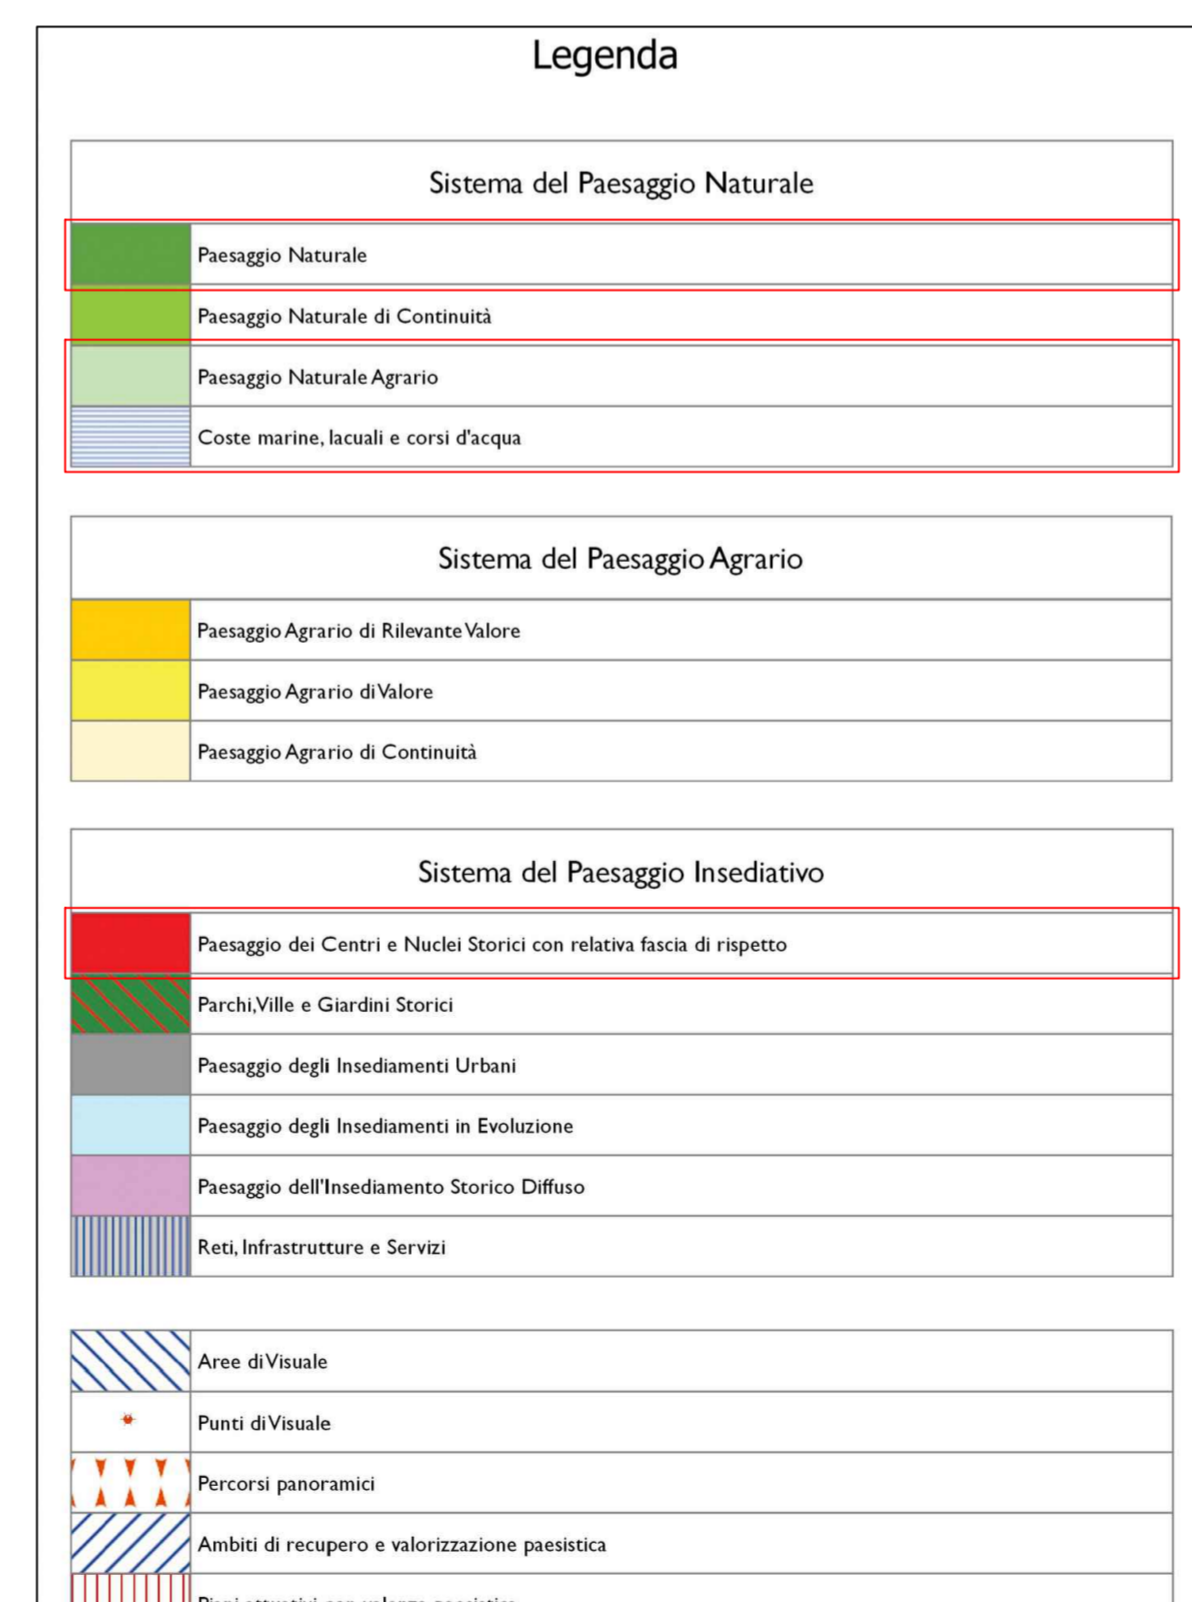 Legenda
Sistema del Paesaggio Naturale
Paesaggio Naturale
Paesaggio Naturale di Continuità
Paesaggio Naturale Agrario
Coste marine, lacuali e corsi d'acqua
Sistema del Paesaggio Agrario
Paesaggio Agrario di Rilevante Valore
Paesaggio Agrario di Valore
Paesaggio Agrario di Continuità
Sistema del Paesaggio Insediativo
Paesaggio dei Centri e Nuclei Storici con relativa fascia di rispetto
Parchi, Ville e Giardini Storici
Paesaggio degli Insediamenti Urbani
Paesaggio degli Insediamenti in Evoluzione
Paesaggio dell'Insediamento Storico Diffuso
Reti, Infrastrutture e Servizi
Aree di Visuale
Punti di Visuale
Percorsi panoramici
Ambiti di recupero e valorizzazione paesistica